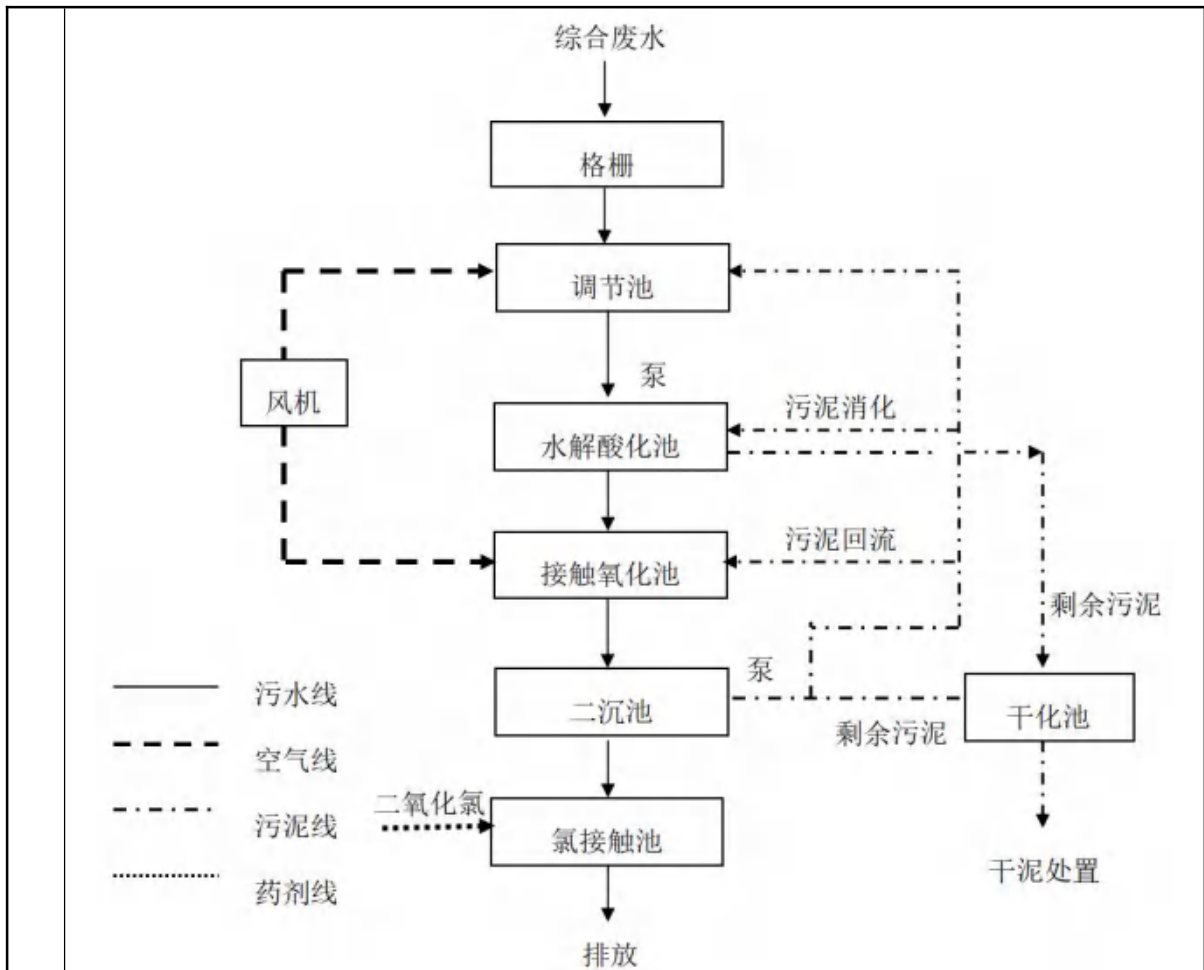 综合废水
格栅
调节池
泵
风机
污泥消化
水解酸化池
污泥回流
接触氧化池
剩余污泥
泵
二沉池
剩余污泥
干化池
污水线
空气线
二氧化氯
污泥线
氯接触池
药剂线
干泥处置
排放